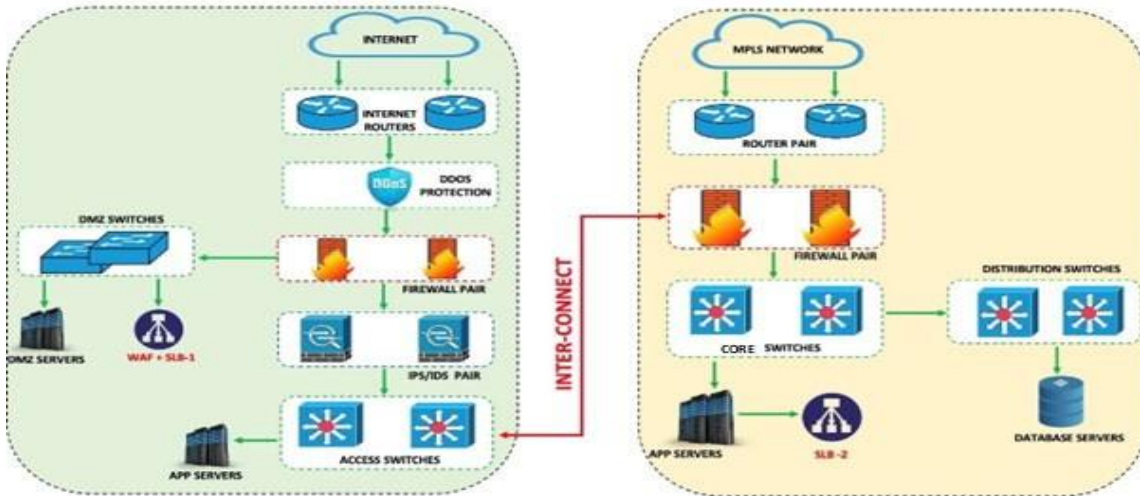 INTERNET
INTERNET
ROUTERS
DDOS
PROTECTION
DMZ SWITCHES
FIREWALL PAIR
DMZ SERVERS
WAF + SLB-1
IPS/IDS PAIR
APP SERVERS
ACCESS SWITCHES
INTER-CONNECT
MPLS NETWORK
ROUTER PAIR
FIREWALL PAIR
DISTRIBUTION SWITCHES
CORE SWITCHES
APP SERVERS
SLB -2
DATABASE SERVERS